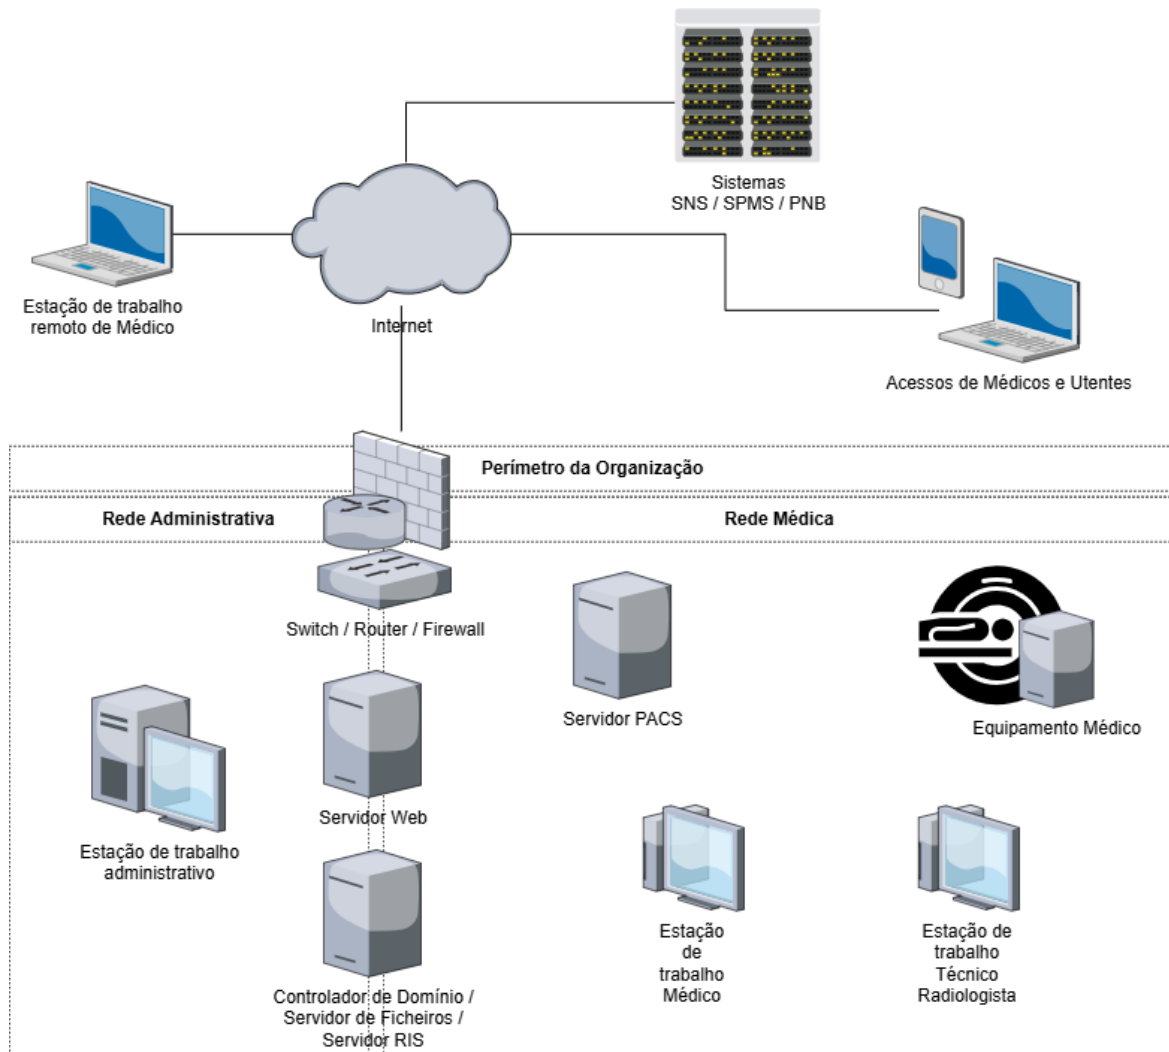 Sistemas
SNS / SPMS / PNB
Estação de trabalho
remoto de Médico
Internet
Acessos de Médicos e Utentes
Perímetro da Organização
Rede Administrativa
Rede Médica
Switch / Router / Firewall
Servidor PACS
Equipamento Médico
Servidor Web
Estação de trabalho
administrativo
Estação
de
trabalho
Médico
Estação de
trabalho
Técnico
Radiologista
Controlador de Domínio /
Servidor de Ficheiros /
Servidor RIS